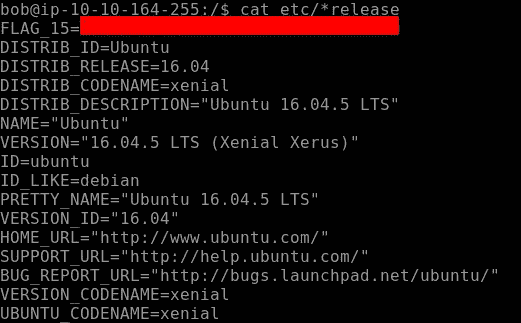 bob@ip-10-10-164-255:/$ cat etc/*release
FLAG_15=
DISTRIB_ID=Ubuntu
DISTRIB_RELEASE=16.04
DISTRIB_CODENAME=xenial
DISTRIB_DESCRIPTION="Ubuntu 16.04.5 LTS"
NAME="Ubuntu"
VERSION="16.04.5 LTS (Xenial Xerus)"
ID=ubuntu
ID_LIKE=debian
PRETTY_NAME="Ubuntu 16.04.5 LTS"
VERSION_ID="16.04"
HOME_URL="http://www.ubuntu.com/"
SUPPORT_URL="http://help.ubuntu.com/"
BUG_REPORT_URL="http://bugs.launchpad.net/ubuntu/"
VERSION_CODENAME=xenial
UBUNTU_CODENAME=xenial